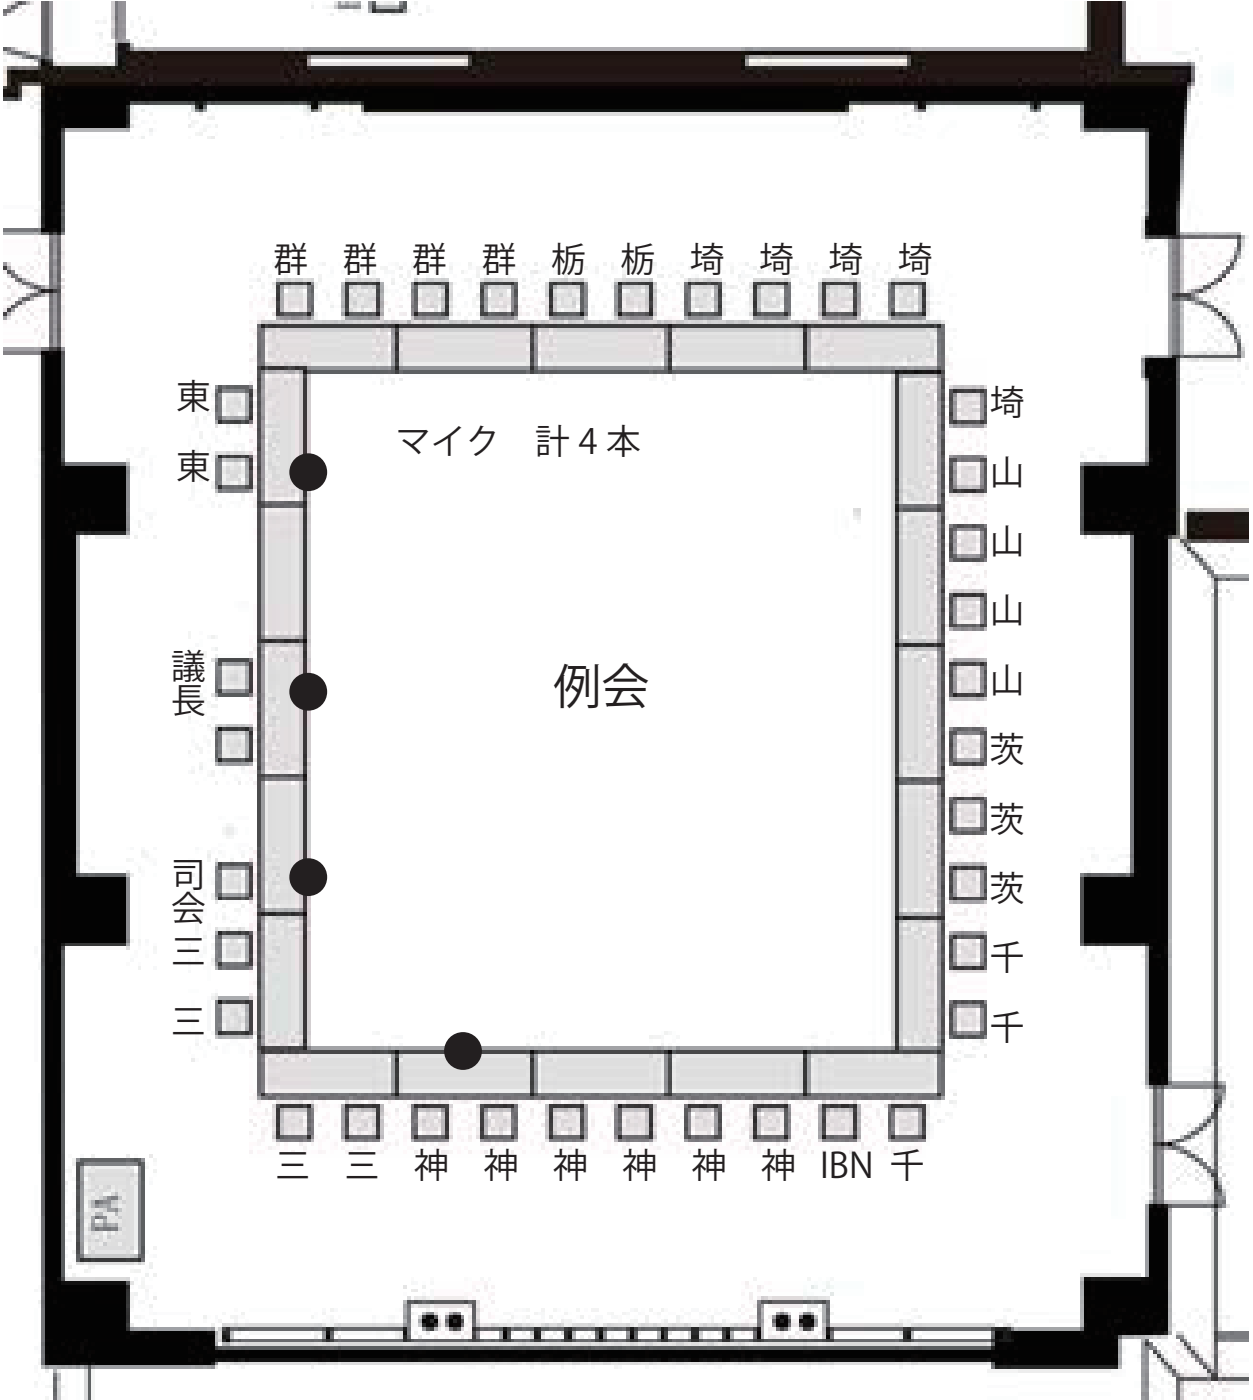 群 群 群 群 栃 栃 埼 埼 埼 埼
東
東
議長
司会
三
三
マイク 計4本
例会
埼
山
山
山
山
茨
茨
茨
千
千
三 三 神 神 神 神 神 神 IBN 千
PA